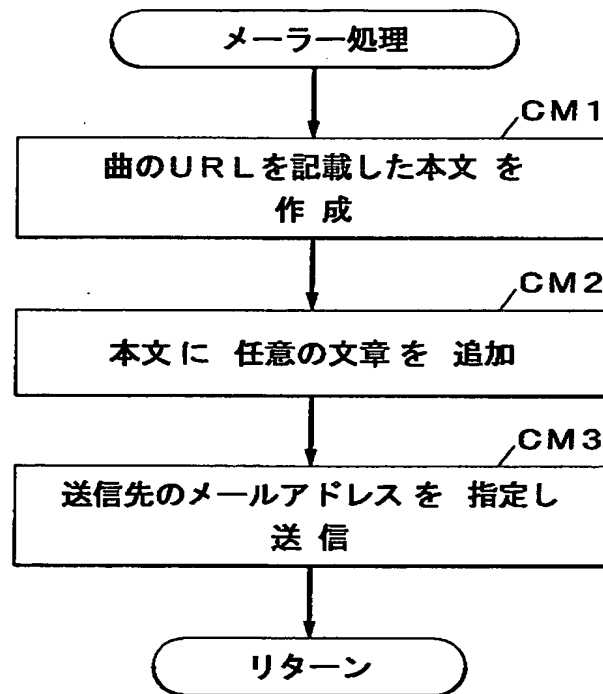 メーラー処理
CM1
曲のURLを記載した本文 を
作 成
CM2
本文 に 任意の文章 を 追加
CM3
送信先のメールアドレス を 指定し
送 信
リターン